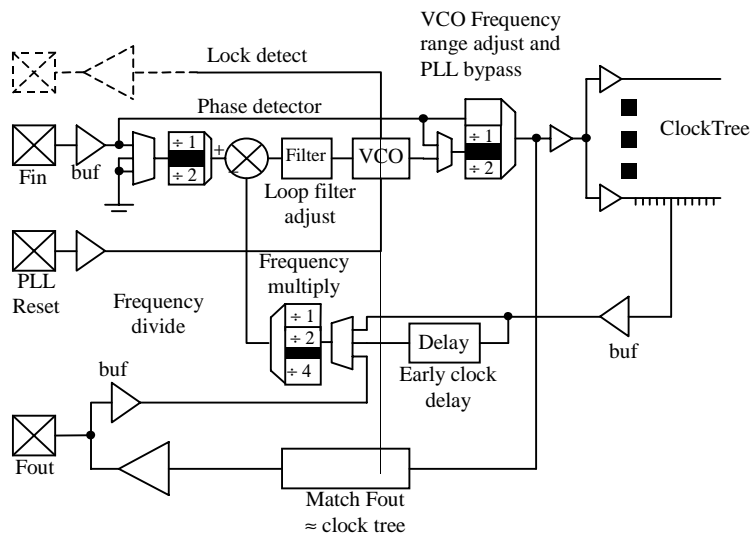 VCO Frequency
range adjust and
PLL bypass
Lock detect
Phase detector
ClockTree
÷ 1
÷ 2
+
−
Filter
VCO
÷ 1
÷ 2
buf
Fin
Loop filter
adjust
PLL
Reset
Frequency
multiply
Frequency
divide
÷ 1
÷ 2
÷ 4
Delay
buf
Early clock
delay
buf
Fout
Match Fout
≈ clock tree